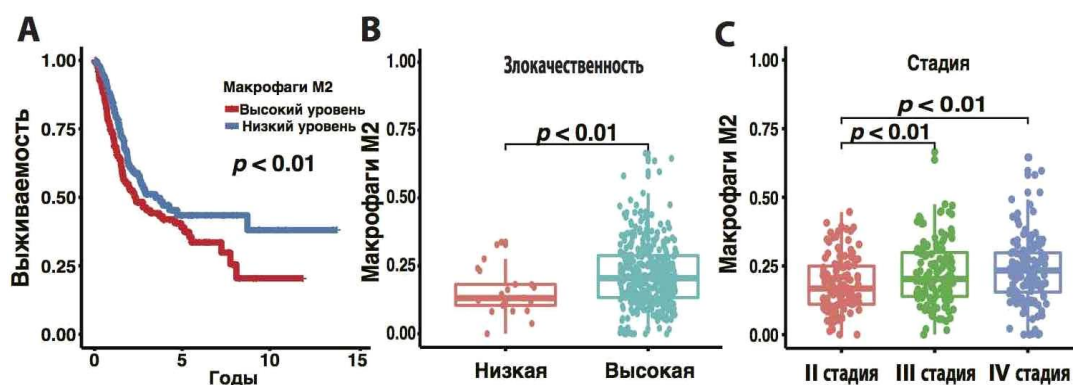 A
Выживаемость
1.00
0.75
0.50
0.25
0.00
Макрофаги М2
Высокий уровень
Низкий уровень
p < 0.01
0
5
10
15
Годы
B
Злокачественность
Макрофаги М2
1.00
0.75
0.50
0.25
0.00
p < 0.01
Низкая
Высокая
C
Стадия
Макрофаги М2
1.00
0.75
0.50
0.25
0.00
p < 0.01
p < 0.01
II стадия
III стадия
IV стадия